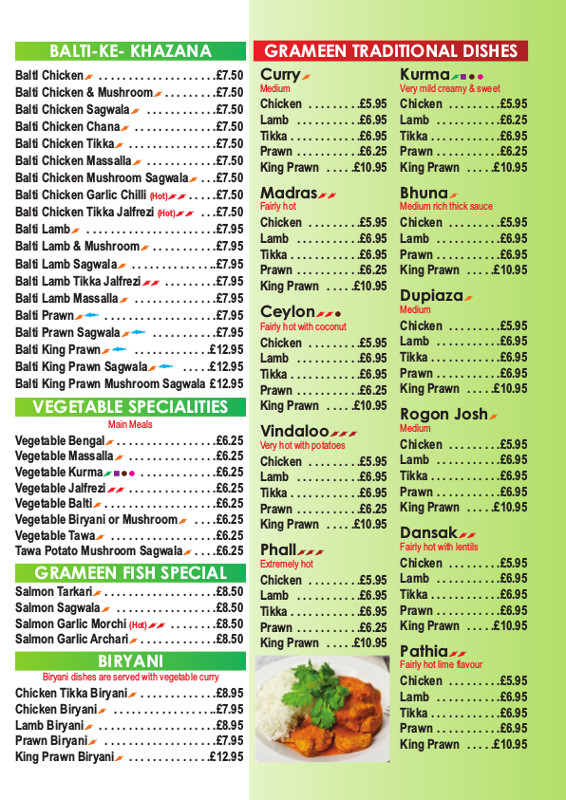 BALTI-KE- KHAZANA
Balti Chicken ...................£7.50
Balti Chicken & Mushroom .........£7.50
Balti Chicken Sagwala ...........£7.50
Balti Chicken Chana ..............£7.50
Balti Chicken Tikka ..............£7.50
Balti Chicken Massalla ...........£7.50
Balti Chicken Mushroom Sagwala ...£7.50
Balti Chicken Garlic Chilli (Hot) .....£7.50
Balti Chicken Tikka Jalfrezi (Hot) ...£7.50
Balti Lamb .....................£7.95
Balti Lamb & Mushroom ...........£7.95
Balti Lamb Sagwala ..............£7.95
Balti Lamb Tikka Jalfrezi .........£7.95
Balti Lamb Massalla ..............£7.95
Balti Prawn ..................£7.95
Balti Prawn Sagwala ...........£7.95
Balti King Prawn .............£12.95
Balti King Prawn Sagwala .....£12.95
Balti King Prawn Mushroom Sagwala £12.95
VEGETABLE SPECIALITIES
Main Meals
Vegetable Bengal ................£6.25
Vegetable Massalla ..............£6.25
Vegetable Kurma ............£6.25
Vegetable Jalfrezi ..............£6.25
Vegetable Balti ..................£6.25
Vegetable Biryani or Mushroom ....£6.25
Vegetable Tawa ..................£6.25
Tawa Potato Mushroom Sagwala ....£6.25
GRAMEEN FISH SPECIAL
Salmon Tarkari ..................£8.50
Salmon Sagwala ................£8.50
Salmon Garlic Morchi (Hot) ........£8.50
Salmon Garlic Archari .............£8.50
BIRYANI
Biryani dishes are served with vegetable curry
Chicken Tikka Biryani ............£8.95
Chicken Biryani .................£7.95
Lamb Biryani ...................£8.95
Prawn Biryani ..................£7.95
King Prawn Biryani .............£12.95
GRAMEEN TRADITIONAL DISHES
Curry
Medium
Chicken .........£5.95
Lamb ..........£6.95
Tikka ...........£6.95
Prawn ..........£6.25
King Prawn .....£10.95
Madras
Fairly hot
Chicken .........£5.95
Lamb ..........£6.95
Tikka ...........£6.95
Prawn ..........£6.25
King Prawn .....£10.95
Ceylon
Fairly hot with coconut
Chicken .........£5.95
Lamb ..........£6.95
Tikka ...........£6.95
Prawn ..........£6.25
King Prawn .....£10.95
Vindaloo
Very hot with potatoes
Chicken .........£5.95
Lamb ..........£6.95
Tikka ...........£6.95
Prawn ..........£6.25
King Prawn .....£10.95
Phall
Extremely hot
Chicken .........£5.95
Lamb ..........£6.95
Tikka ...........£6.95
Prawn ..........£6.95
King Prawn .....£10.95
Kurma
Very mild creamy & sweet
Chicken .........£5.95
Lamb ..........£6.25
Tikka ...........£6.95
Prawn ..........£6.25
King Prawn .....£10.95
Bhuna
Medium rich thick sauce
Chicken .........£5.95
Lamb ..........£6.95
Prawn ..........£6.95
King Prawn .....£10.95
Dupiaza
Medium
Chicken .........£5.95
Lamb ..........£6.95
Tikka ...........£6.95
Prawn ..........£6.95
King Prawn .....£10.95
Rogon Josh
Medium
Chicken .........£5.95
Lamb ..........£6.95
Tikka ...........£6.95
Prawn ..........£6.95
King Prawn .....£10.95
Dansak
Fairly hot with lentils
Chicken .........£5.95
Lamb ..........£6.95
Tikka ...........£6.95
Prawn ..........£6.95
King Prawn .....£10.95
Pathia
Fairly hot lime flavour
Chicken .........£5.95
Lamb ..........£6.95
Tikka ...........£6.95
Prawn ..........£6.95
King Prawn .....£10.95